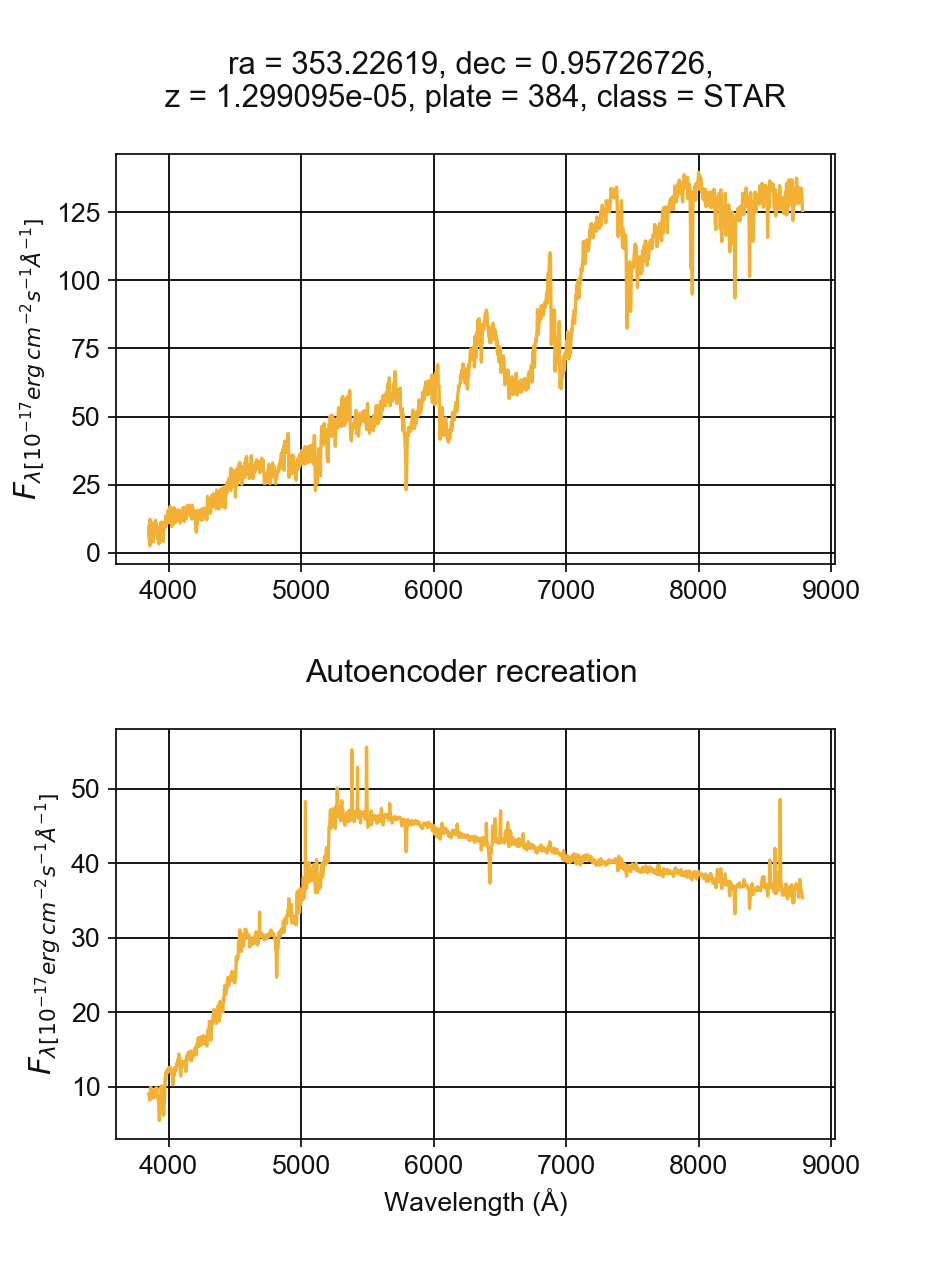 ra = 353.22619, dec = 0.95726726,
z = 1.299095e-05, plate = 384, class = STAR
F_λ[10^{-17} erg cm^{-2} s^{-1} Å^{-1}]
125
100
75
50
25
0
4000 5000 6000 7000 8000 9000
Autoencoder recreation
F_λ[10^{-17} erg cm^{-2} s^{-1} Å^{-1}]
50
40
30
20
10
4000 5000 6000 7000 8000 9000
Wavelength (Å)